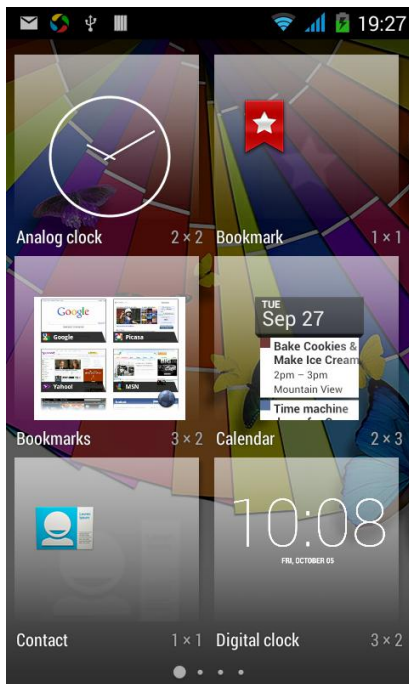 19:27
Analog clock 2 × 2
Bookmark 1 × 1
Google
Google
Picasa
Yahoo!
MSN
Bookmarks 3 × 2
TUE
Sep 27
Bake Cookies &
Make Ice Cream
2pm – 3pm
Mountain View
Time machine
Calendar 2 × 3
Contact 1 × 1
10:08
FRI, OCTOBER 05
Digital clock 3 × 2